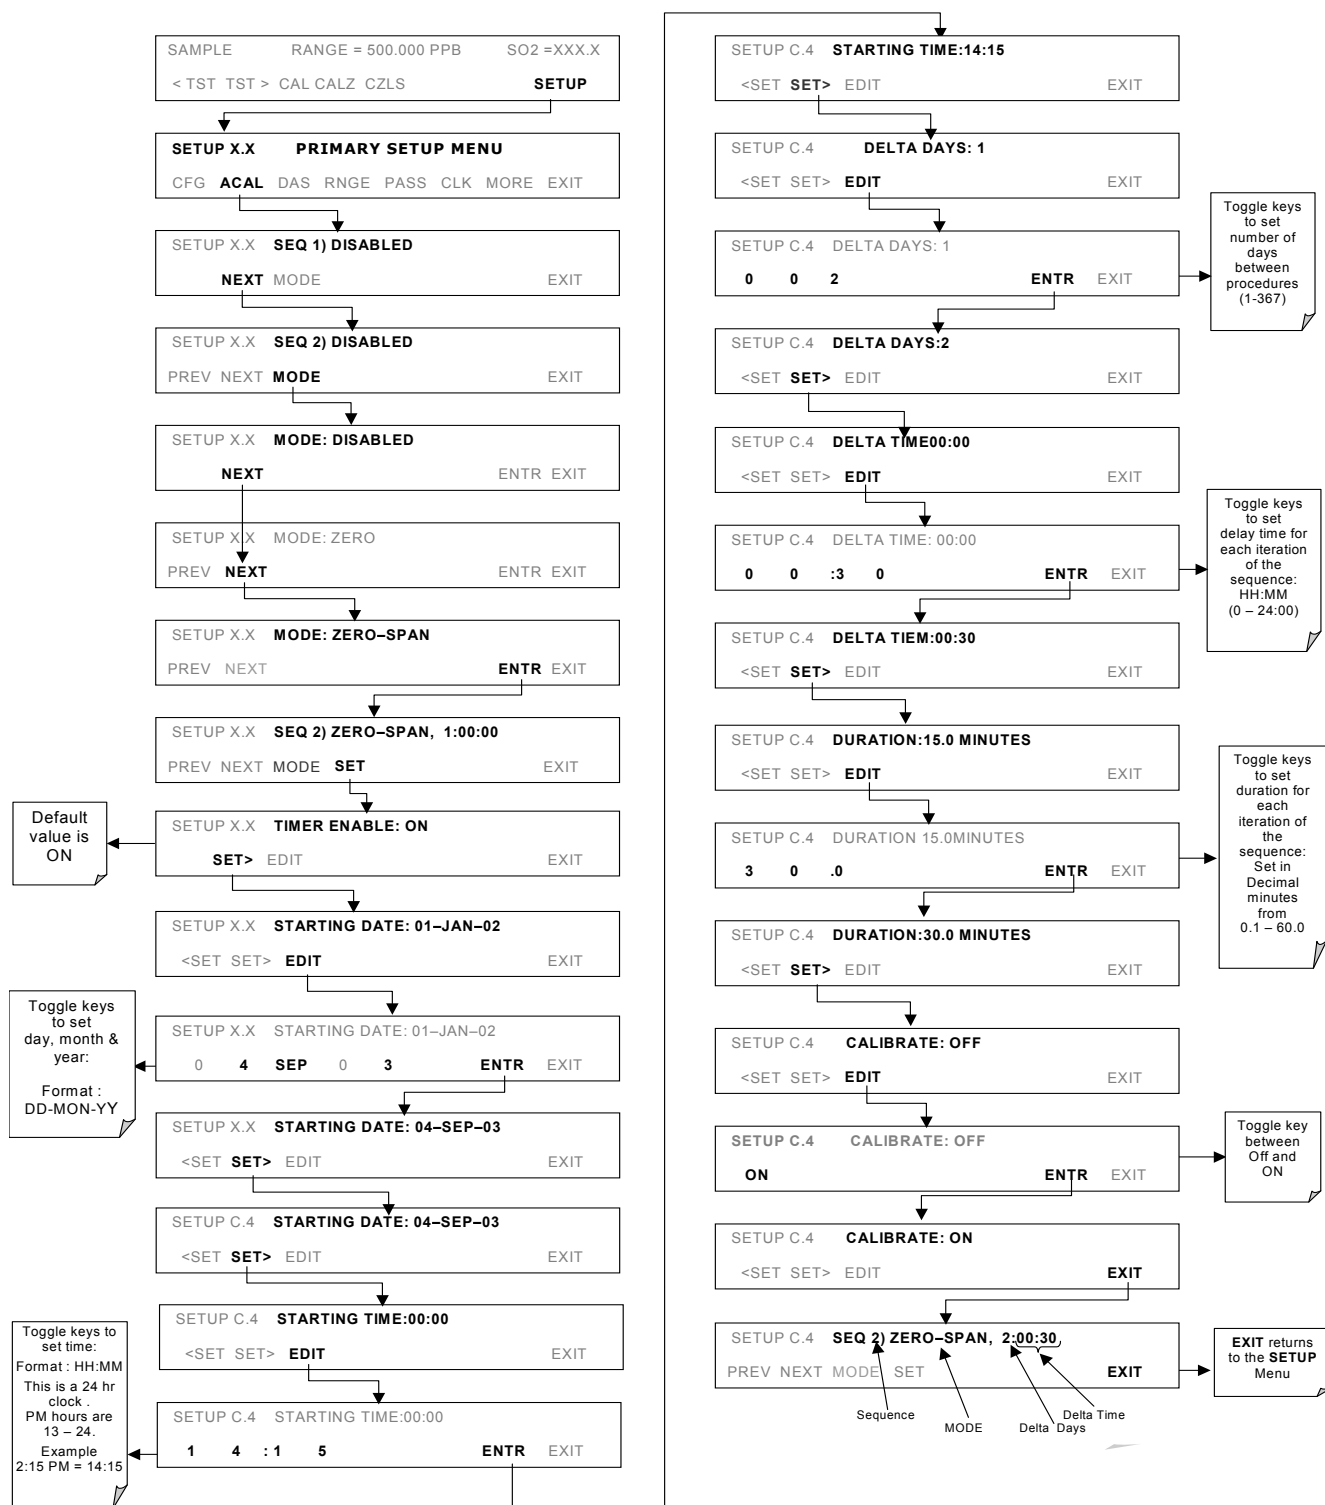 SAMPLE RANGE = 500.000 PPB SO2 =XXX.X
< TST TST > CAL CALZ CZLS SETUP
SETUP X.X PRIMARY SETUP MENU
CFG ACAL DAS RNGE PASS CLK MORE EXIT
SETUP X.X SEQ 1) DISABLED
NEXT MODE EXIT
SETUP X.X SEQ 2) DISABLED
PREV NEXT MODE EXIT
SETUP X.X MODE: DISABLED
NEXT ENTR EXIT
SETUP X.X MODE: ZERO
PREV NEXT ENTR EXIT
SETUP X.X MODE: ZERO–SPAN
PREV NEXT ENTR EXIT
SETUP X.X SEQ 2) ZERO–SPAN, 1:00:00
PREV NEXT MODE SET EXIT
Default
value is
ON
SETUP X.X TIMER ENABLE: ON
SET> EDIT EXIT
SETUP X.X STARTING DATE: 01–JAN–02
<SET SET> EDIT EXIT
Toggle keys
to set
day, month &
year:
Format :
DD-MON-YY
SETUP X.X STARTING DATE: 01–JAN–02
0 4 SEP 0 3 ENTR EXIT
SETUP X.X STARTING DATE: 04–SEP–03
<SET SET> EDIT EXIT
SETUP C.4 STARTING DATE: 04–SEP–03
<SET SET> EDIT EXIT
SETUP C.4 STARTING TIME:00:00
<SET SET> EDIT EXIT
Toggle keys to
set time:
Format : HH:MM
This is a 24 hr
clock .
PM hours are
13 – 24.
Example
2:15 PM = 14:15
SETUP C.4 STARTING TIME:00:00
1 4 :1 5 ENTR EXIT
SETUP C.4 STARTING TIME:14:15
<SET SET> EDIT EXIT
SETUP C.4 DELTA DAYS: 1
<SET SET> EDIT EXIT
SETUP C.4 DELTA DAYS: 1
0 0 2 ENTR EXIT
Toggle keys
to set
number of
days
between
procedures
(1-367)
SETUP C.4 DELTA DAYS:2
<SET SET> EDIT EXIT
SETUP C.4 DELTA TIME00:00
<SET SET> EDIT EXIT
SETUP C.4 DELTA TIME: 00:00
0 0 :3 0 ENTR EXIT
Toggle keys
to set
delay time for
each iteration
of the
sequence:
HH:MM
(0 – 24:00)
SETUP C.4 DELTA TIEM:00:30
<SET SET> EDIT EXIT
SETUP C.4 DURATION:15.0 MINUTES
<SET SET> EDIT EXIT
SETUP C.4 DURATION 15.0MINUTES
3 0 .0 ENTR EXIT
Toggle keys
to set
duration for
each
iteration of
the
sequence:
Set in
Decimal
minutes
from
0.1 – 60.0
SETUP C.4 DURATION:30.0 MINUTES
<SET SET> EDIT EXIT
SETUP C.4 CALIBRATE: OFF
<SET SET> EDIT EXIT
SETUP C.4 CALIBRATE: OFF
ON ENTR EXIT
Toggle key
between
Off and
ON
SETUP C.4 CALIBRATE: ON
<SET SET> EDIT EXIT
SETUP C.4 SEQ 2) ZERO–SPAN, 2:00:30
PREV NEXT MODE SET EXIT
EXIT returns
to the SETUP
Menu
Sequence
MODE
Delta Days
Delta Time